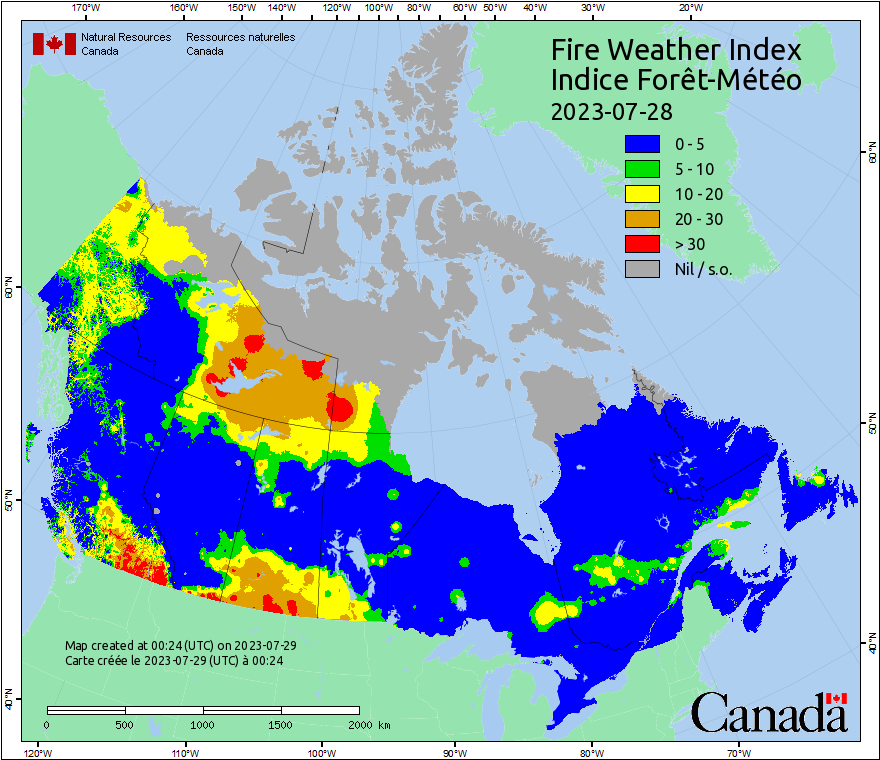 170°W 160°W 150°W 140°W 120°W 100°W 80°W 60°W 50°W 40°W 30°W 20°W
Natural Resources Ressources naturelles
Canada Canada
Fire Weather Index
Indice Forêt-Météo
2023-07-28
0 - 5
5 - 10
10 - 20
20 - 30
> 30
Nil / s.o.
60°N
60°N
50°N
50°N
40°N
40°N
Map created at 00:24 (UTC) on 2023-07-29
Carte créée le 2023-07-29 (UTC) à 00:24
0 500 1000 1500 2000 km
Canada
120°W 110°W 100°W 90°W 80°W 70°W